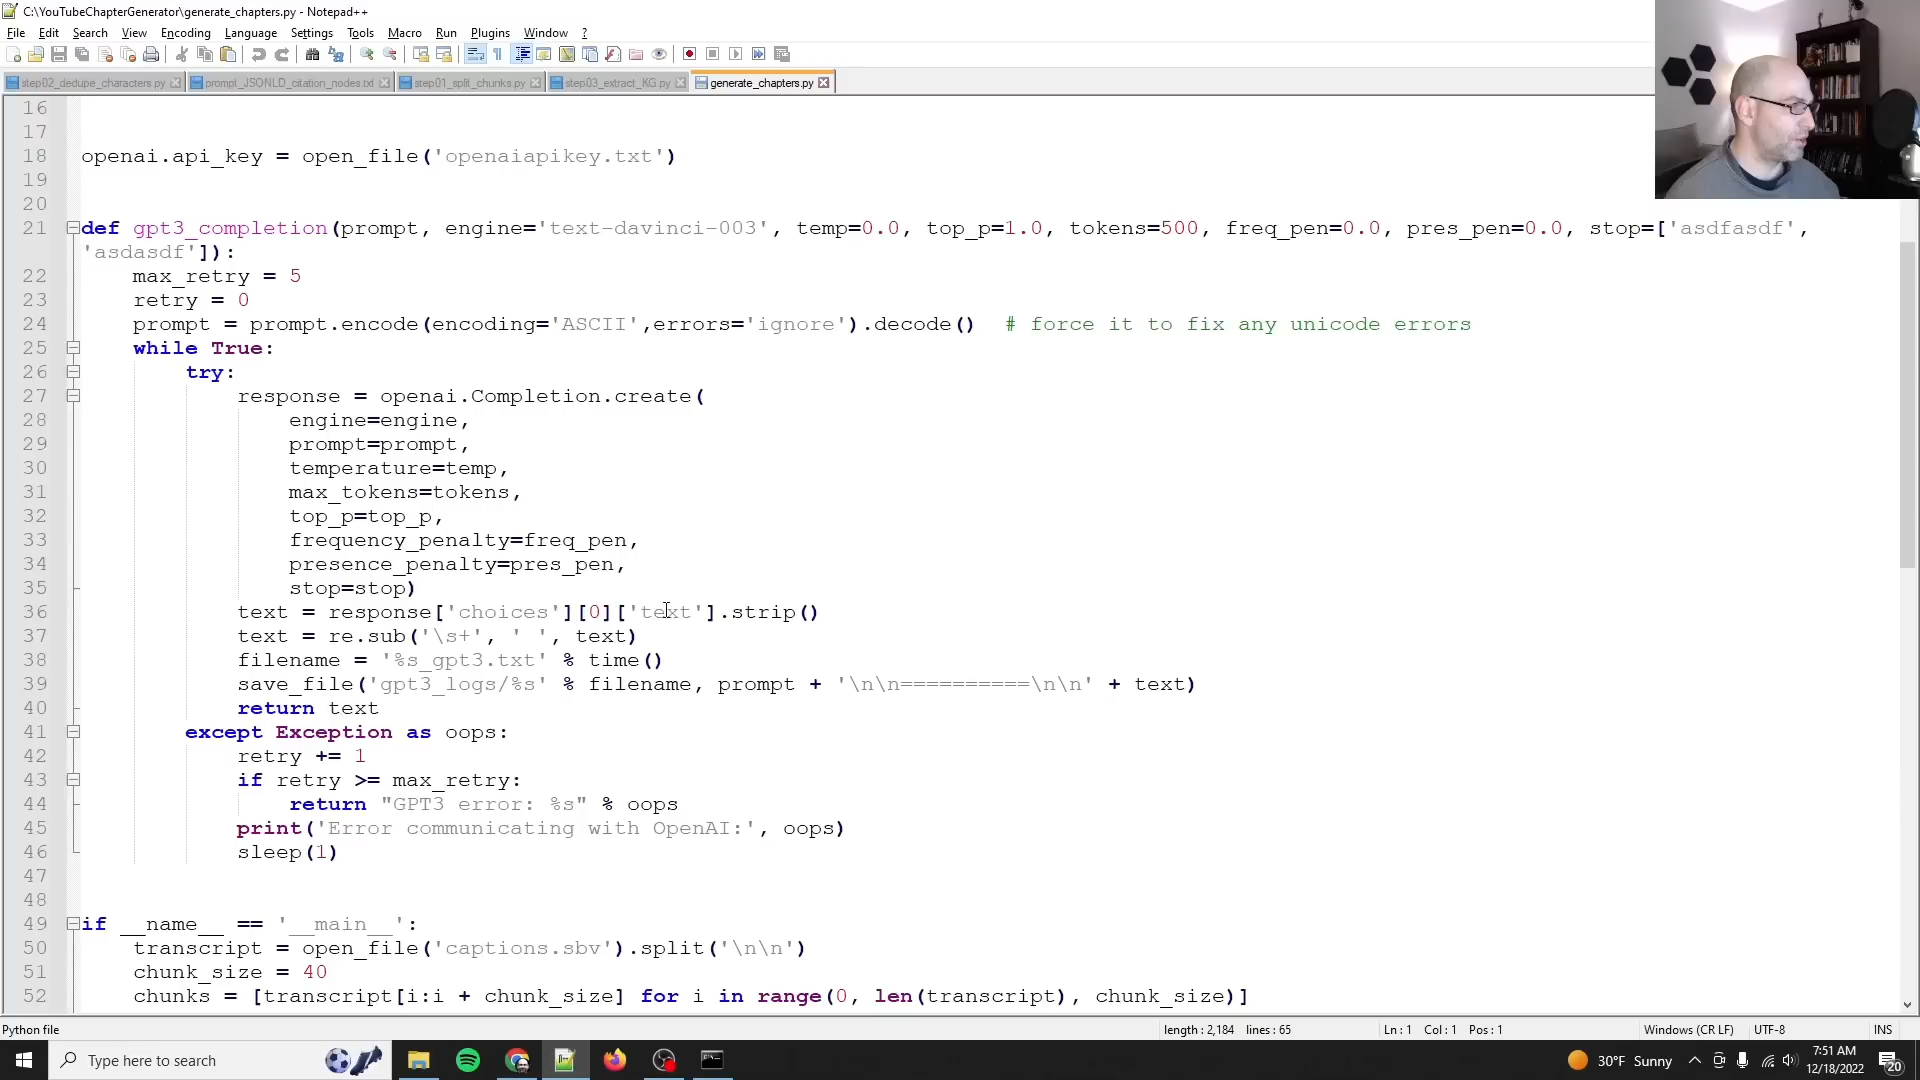 C:\YouTubeChapterGenerator\generate_chapters.py - Notepad++
File Edit Search View Encoding Language Settings Tools Macro Run Plugins Window ?
step02_dedupe_characters.py prompt_JSONLD_citation_nodes.txt step01_split_chunks.py step03_extract_KG.py generate_chapters.py
16
17
18 openai.api_key = open_file('openaiapikey.txt')
19
20
21 def gpt3_completion(prompt, engine='text-davinci-003', temp=0.0, top_p=1.0, tokens=500, freq_pen=0.0, pres_pen=0.0, stop=['asdfasdf',
'asdasdf']):
22 max_retry = 5
23 retry = 0
24 prompt = prompt.encode(encoding='ASCII',errors='ignore').decode() # force it to fix any unicode errors
25 while True:
26 try:
27 response = openai.Completion.create(
28 engine=engine,
29 prompt=prompt,
30 temperature=temp,
31 max_tokens=tokens,
32 top_p=top_p,
33 frequency_penalty=freq_pen,
34 presence_penalty=pres_pen,
35 stop=stop)
36 text = response['choices'][0]['text'].strip()
37 text = re.sub('\s+', ' ', text)
38 filename = '%s_gpt3.txt' % time()
39 save_file('gpt3_logs/%s' % filename, prompt + '\n\n==========\n\n' + text)
40 return text
41 except Exception as oops:
42 retry += 1
43 if retry >= max_retry:
44 return "GPT3 error: %s" % oops
45 print('Error communicating with OpenAI:', oops)
46 sleep(1)
47
48
49 if __name__ == '__main__':
50 transcript = open_file('captions.sbv').split('\n\n')
51 chunk_size = 40
52 chunks = [transcript[i:i + chunk_size] for i in range(0, len(transcript), chunk_size)]
Python file length : 2,184 lines : 65 Ln : 1 Col : 1 Pos : 1 Windows (CR LF) UTF-8 INS
Type here to search 30°F Sunny 7:51 AM
12/18/2022 20